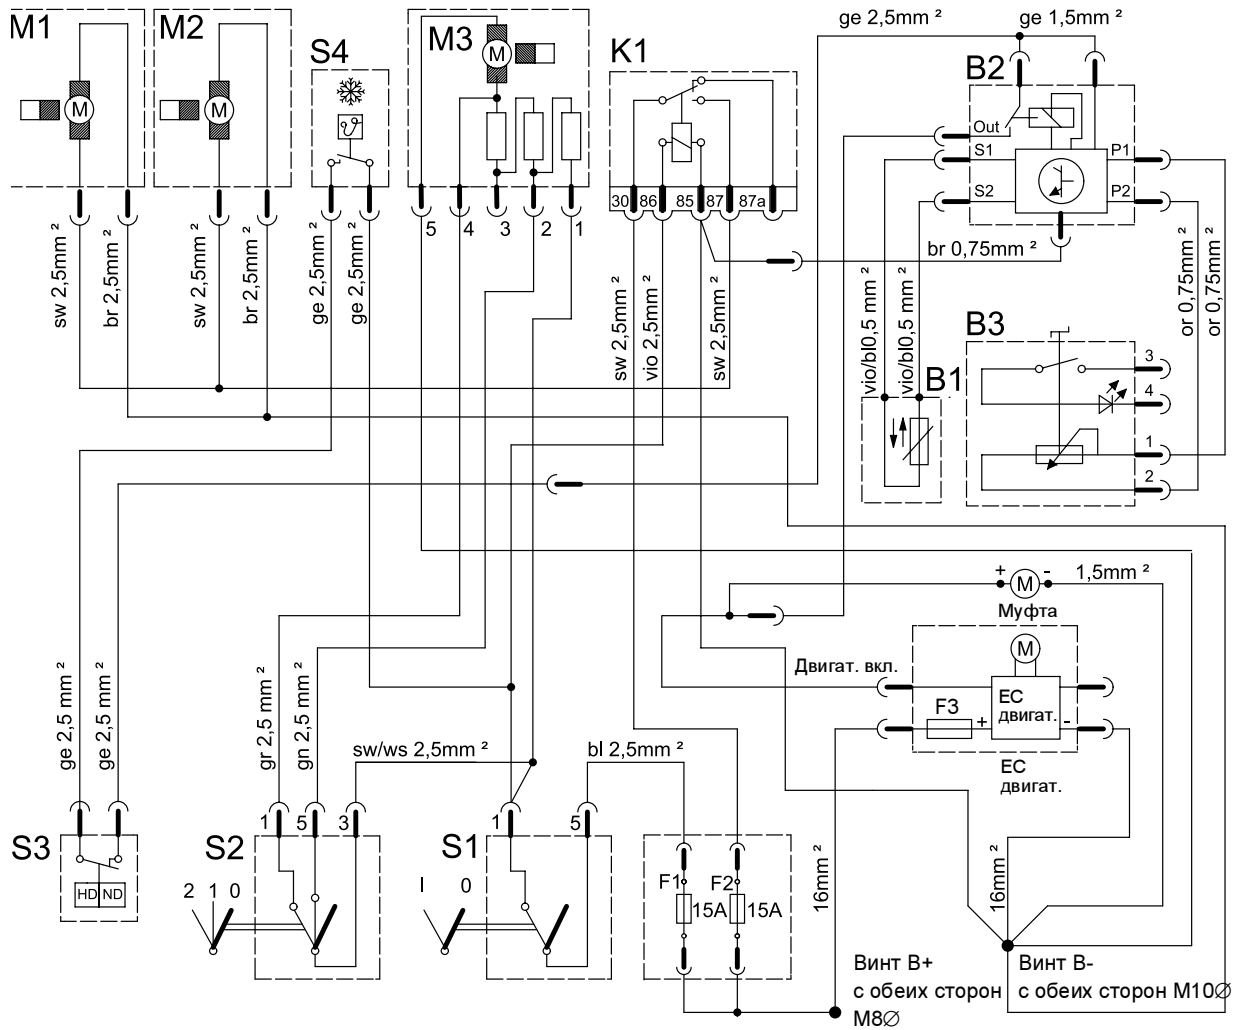 M1
M2
S4
M3
K1
ge 2,5mm ²
ge 1,5mm ²
B2
M
M
M
Out
S1
S2
P1
P2
30
86
85
87
87a
5
4
3
2
1
br 0,75mm ²
sw 2,5mm ²
br 2,5mm ²
sw 2,5mm ²
br 2,5mm ²
ge 2,5mm ²
ge 2,5mm ²
sw 2,5mm ²
vio 2,5mm ²
sw 2,5mm ²
vio/bl0,5 mm ²
vio/bl0,5 mm ²
or 0,75mm ²
or 0,75mm ²
B3
B1
3
4
1
2
+
M
-
1,5mm ²
Муфта
M
Двигат. вкл.
F3
+
-
ЕС
двигат.
ЕС
двигат.
ge 2,5 mm ²
ge 2,5 mm ²
gr 2,5 mm ²
gn 2,5 mm ²
sw/ws 2,5mm ²
bl 2,5mm ²
S3
HD
ND
S2
1
5
3
2 1 0
S1
1
5
I 0
F1
15A
F2
15A
16mm ²
16mm ²
Винт B+
с обеих сторон
M8∅
Винт B-
с обеих сторон M10∅